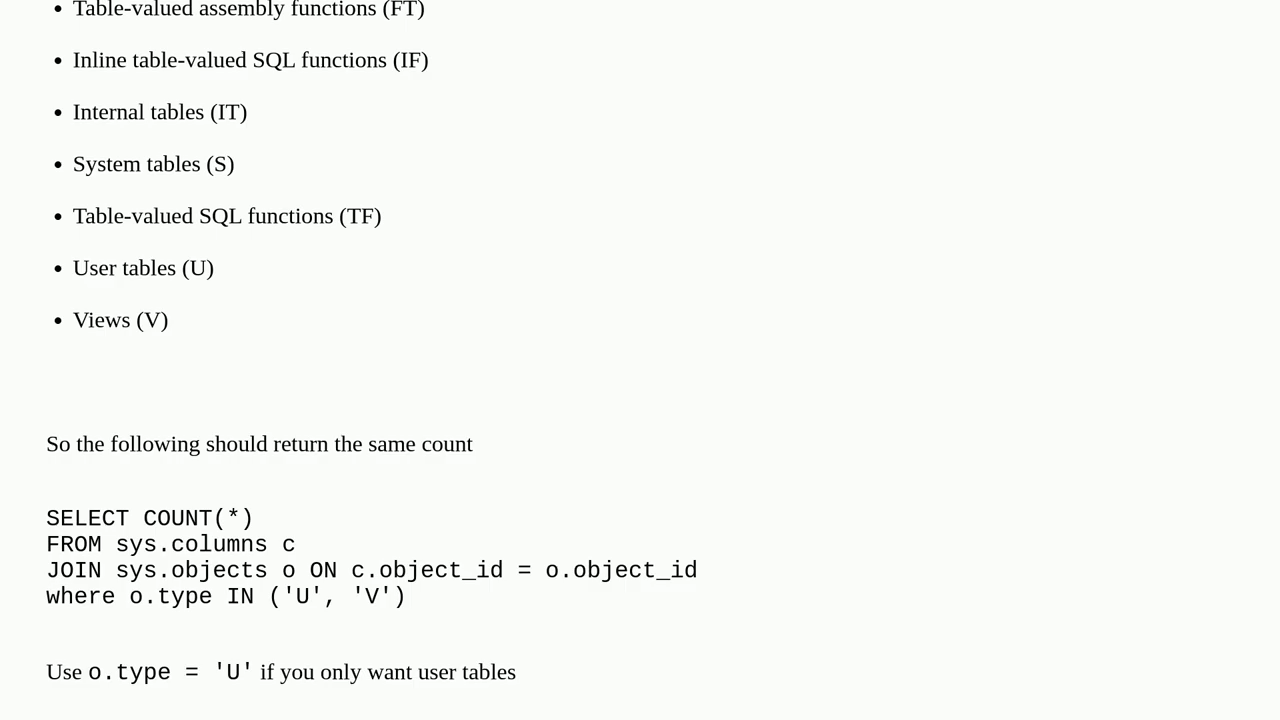 • Table-valued assembly functions (FT)
• Inline table-valued SQL functions (IF)
• Internal tables (IT)
• System tables (S)
• Table-valued SQL functions (TF)
• User tables (U)
• Views (V)
So the following should return the same count
SELECT COUNT(*)
FROM sys.columns c
JOIN sys.objects o ON c.object_id = o.object_id
where o.type IN ('U', 'V')
Use o.type = 'U' if you only want user tables